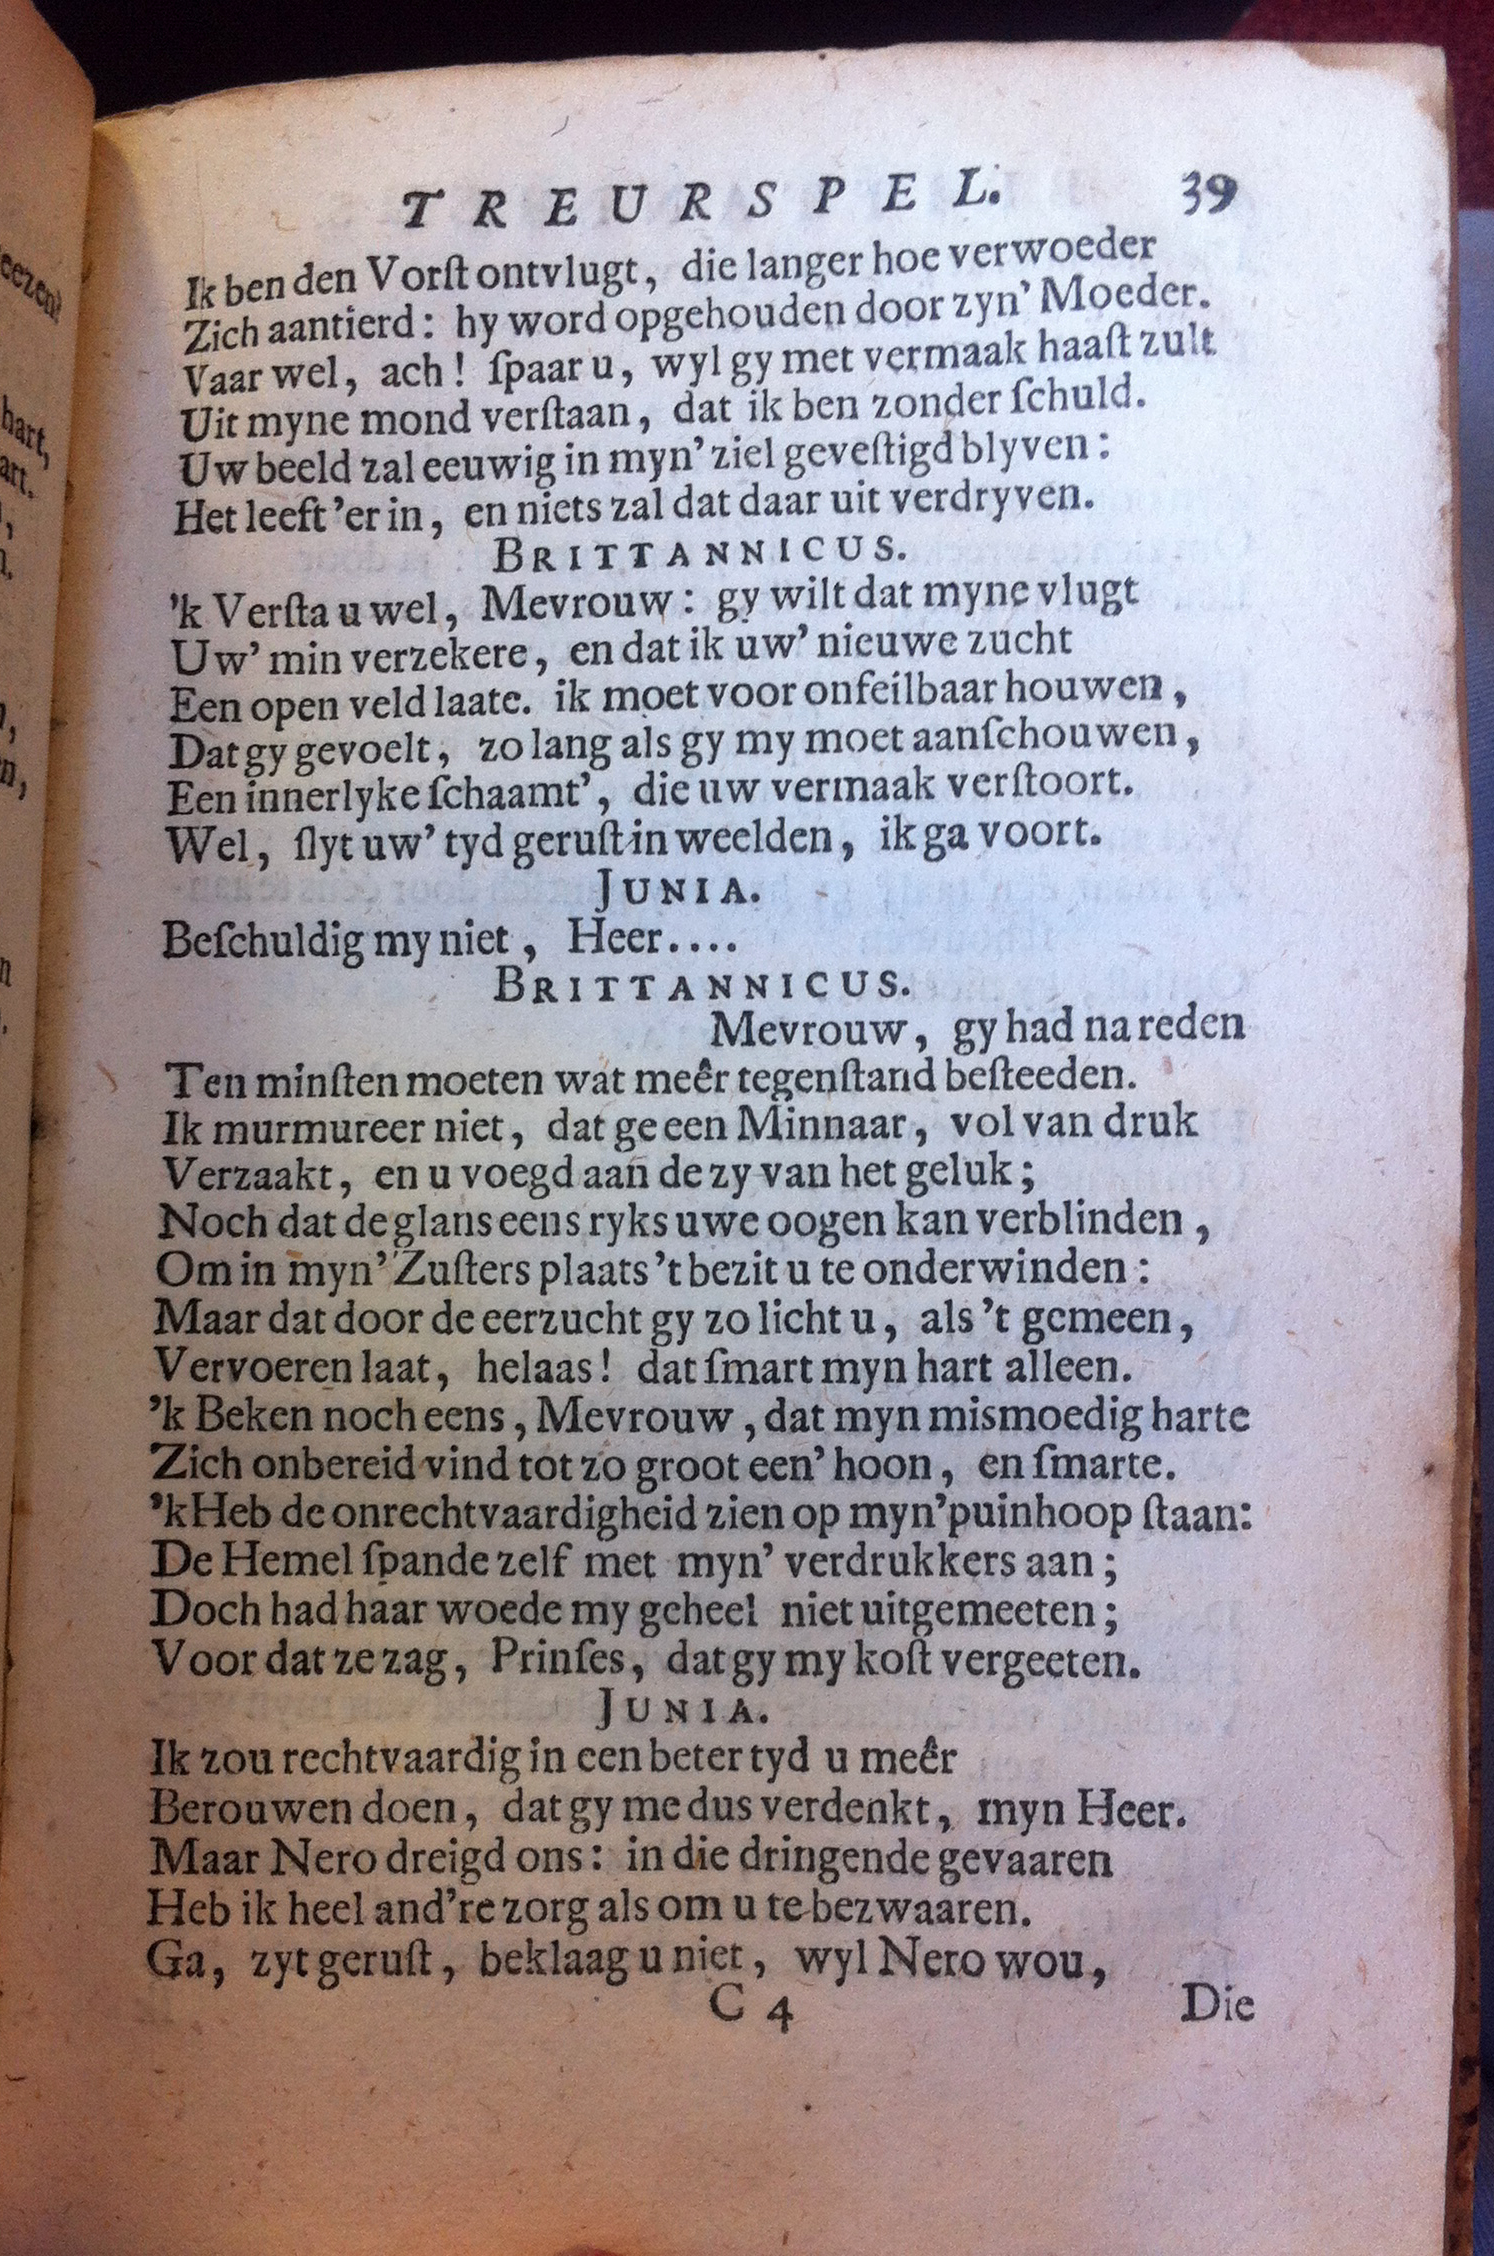 eezen!
hart,
art.
TREURSPEL. 39
Ik ben den Vorſt ontvlugt, die langer hoe verwoeder
Zich aantierd: hy word opgehouden door zyn' Moeder.
Vaar wel, ach! ſpaar u, wyl gy met vermaak haaſt zult
Uit myne mond verſtaan, dat ik ben zonder ſchuld.
Uw beeld zal eeuwig in myn' ziel geveſtigd blyven:
Het leeft 'er in, en niets zal dat daar uit verdryven.
BRITTANNICUS.
'k Verſta u wel, Mevrouw: gy wilt dat myne vlugt
Uw' min verzekere, en dat ik uw' nieuwe zucht
Een open veld laate. ik moet voor onfeilbaar houwen,
Dat gy gevoelt, zo lang als gy my moet aanſchouwen,
Een innerlyke ſchaamt', die uw vermaak verſtoort.
Wel, ſlyt uw' tyd geruſt in weelden, ik ga voort.
JUNIA.
Beſchuldig my niet, Heer....
BRITTANNICUS.
Mevrouw, gy had na reden
Ten minſten moeten wat meêr tegenſtand beſteeden.
Ik murmureer niet, dat ge een Minnaar, vol van druk
Verzaakt, en u voegd aan de zy van het geluk;
Noch dat de glans eens ryks uwe oogen kan verblinden,
Om in myn' Zuſters plaats 't bezit u te onderwinden:
Maar dat door de eerzucht gy zo licht u, als 't gemeen,
Vervoeren laat, helaas! dat ſmart myn hart alleen.
'k Beken noch eens, Mevrouw, dat myn mismoedig harte
Zich onbereid vind tot zo groot een' hoon, en ſmarte.
'k Heb de onrechtvaardigheid zien op myn' puinhoop ſtaan:
De Hemel ſpande zelf met myn' verdrukkers aan;
Doch had haar woede my geheel niet uitgemeeten;
Voor dat ze zag, Prinſes, dat gy my koſt vergeeten.
JUNIA.
Ik zou rechtvaardig in een beter tyd u meêr
Berouwen doen, dat gy me dus verdenkt, myn Heer.
Maar Nero dreigd ons: in die dringende gevaaren
Heb ik heel and're zorg als om u te bezwaaren.
Ga, zyt geruſt, beklaag u niet, wyl Nero wou,
C 4 Die